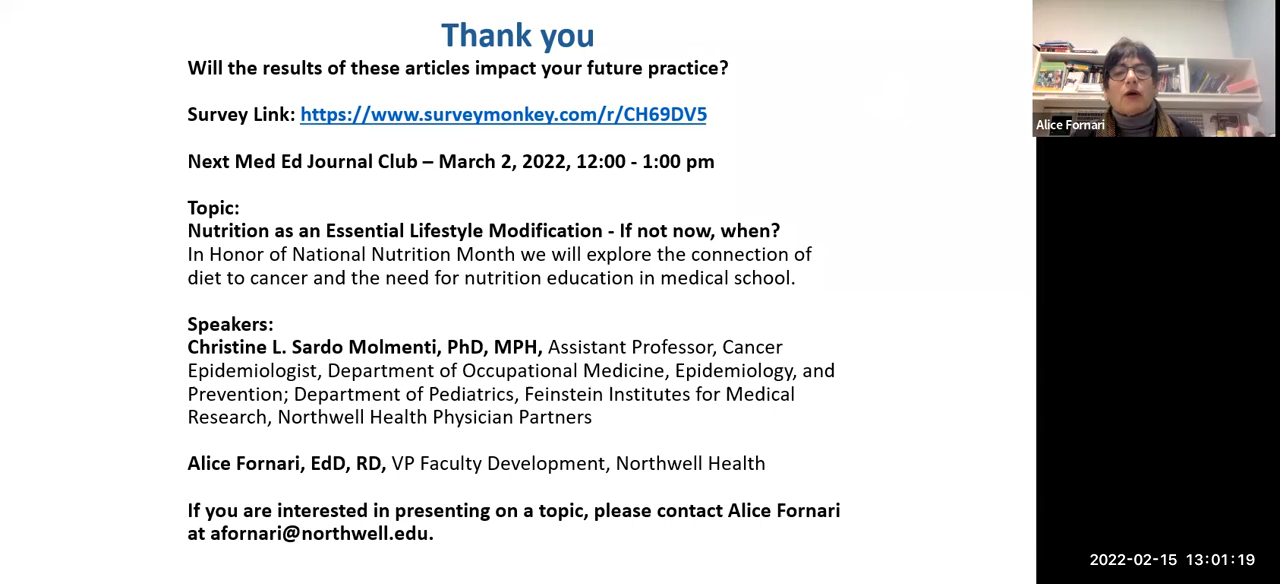 Thank you
Will the results of these articles impact your future practice?
Survey Link: https://www.surveymonkey.com/r/CH69DV5
Next Med Ed Journal Club – March 2, 2022, 12:00 - 1:00 pm
Topic:
Nutrition as an Essential Lifestyle Modification - If not now, when?
In Honor of National Nutrition Month we will explore the connection of
diet to cancer and the need for nutrition education in medical school.
Speakers:
Christine L. Sardo Molmenti, PhD, MPH, Assistant Professor, Cancer
Epidemiologist, Department of Occupational Medicine, Epidemiology, and
Prevention; Department of Pediatrics, Feinstein Institutes for Medical
Research, Northwell Health Physician Partners
Alice Fornari, EdD, RD, VP Faculty Development, Northwell Health
If you are interested in presenting on a topic, please contact Alice Fornari
at afornari@northwell.edu.
Alice Fornari
2022-02-15 13:01:19